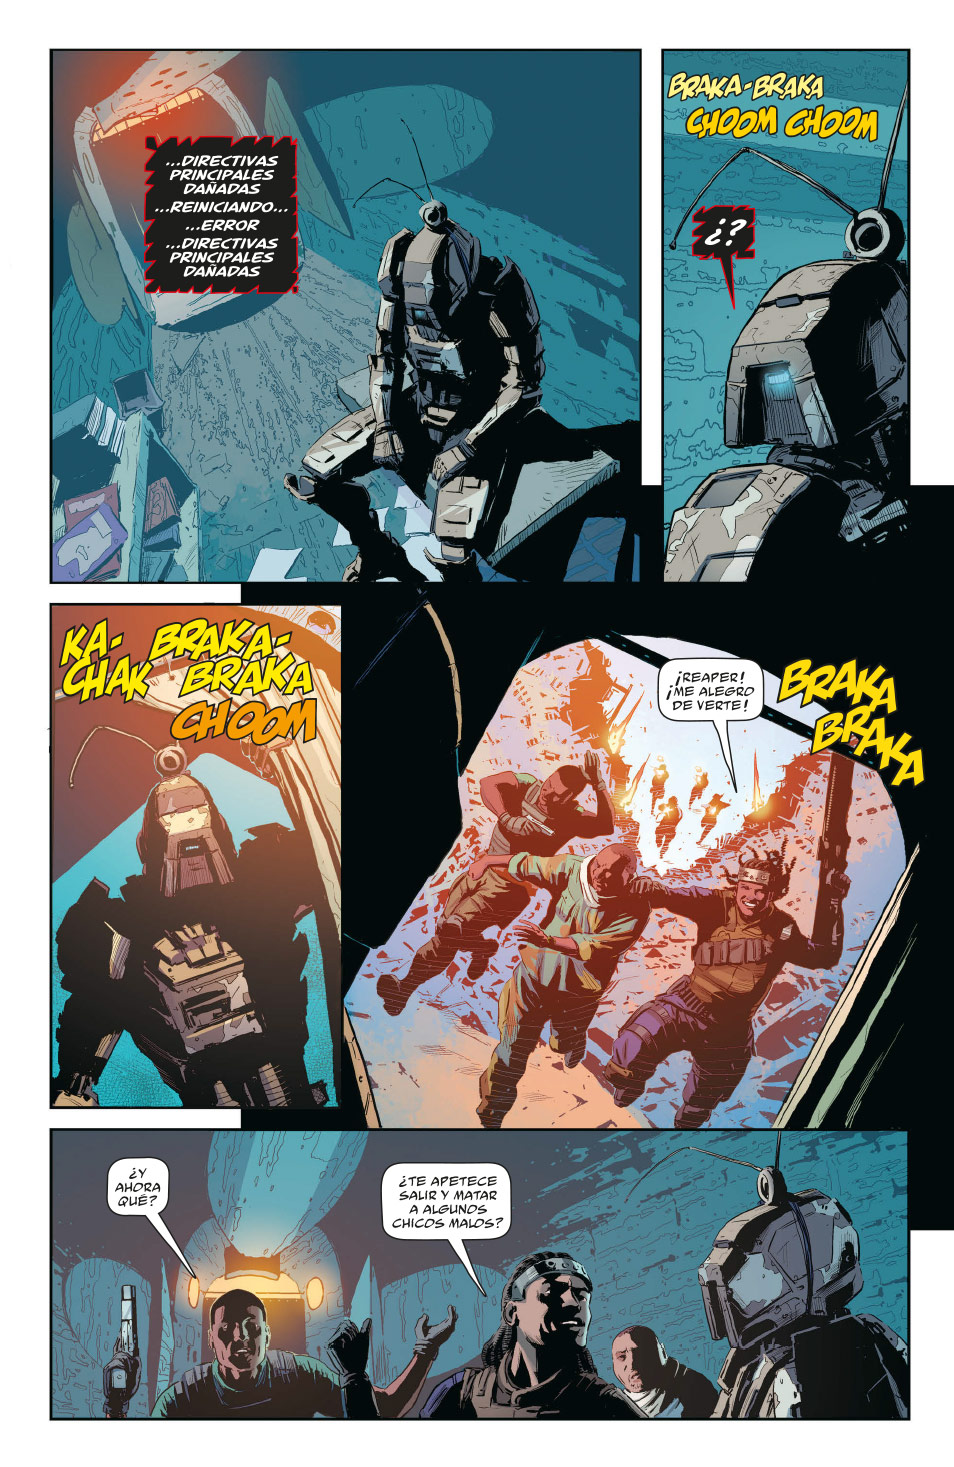 ...DIRECTIVAS
PRINCIPALES
DAÑADAS
...REINICIANDO...
...ERROR
...DIRECTIVAS
PRINCIPALES
DAÑADAS
BRAKA-BRAKA
CHOOM CHOOM
¿?
KA-
CHAK
BRAKA-
BRAKA
CHOOM
¡REAPER!
¡ME ALEGRO
DE VERTE!
BRAKA
BRAKA
¿Y
AHORA
QUÉ?
¿TE APETECE
SALIR Y MATAR
A ALGUNOS
CHICOS MALOS?